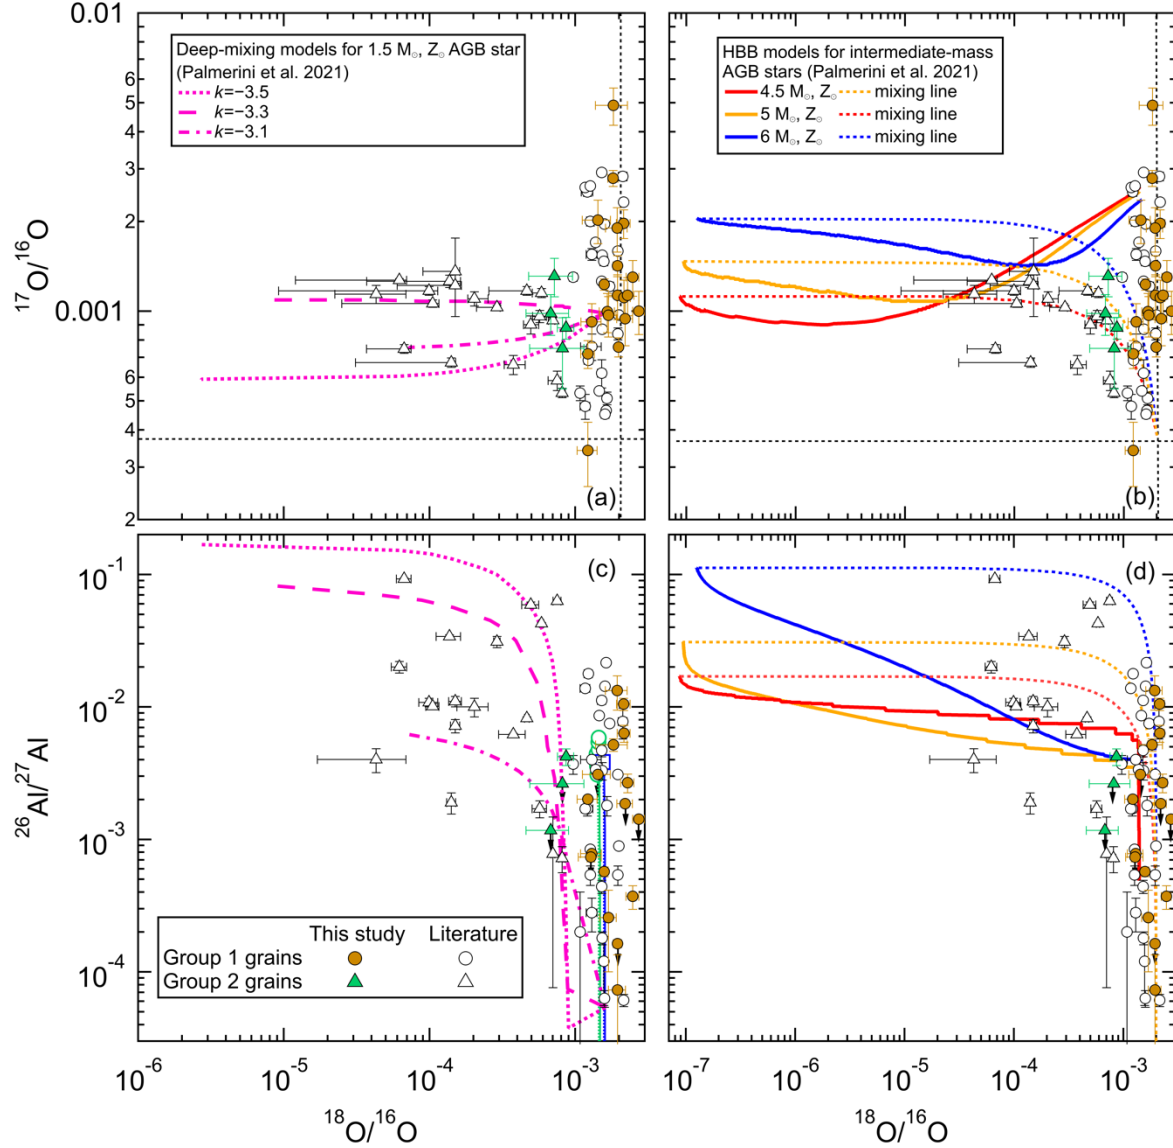 0.01
6
5
4
3
2
0.001
6
5
4
3
2
¹⁷O/¹⁶O
Deep-mixing models for 1.5 M☉, Z☉ AGB star
(Palmerini et al. 2021)
k=−3.5
k=−3.3
k=−3.1
(a)
HBB models for intermediate-mass
AGB stars (Palmerini et al. 2021)
4.5 M☉, Z☉ mixing line
5 M☉, Z☉ mixing line
6 M☉, Z☉ mixing line
(b)
10⁻¹
10⁻²
10⁻³
10⁻⁴
²⁶Al/²⁷Al
(c)
This study Literature
Group 1 grains
Group 2 grains
(d)
10⁻⁶ 10⁻⁵ 10⁻⁴ 10⁻³
¹⁸O/¹⁶O
10⁻⁷ 10⁻⁶ 10⁻⁵ 10⁻⁴ 10⁻³
¹⁸O/¹⁶O